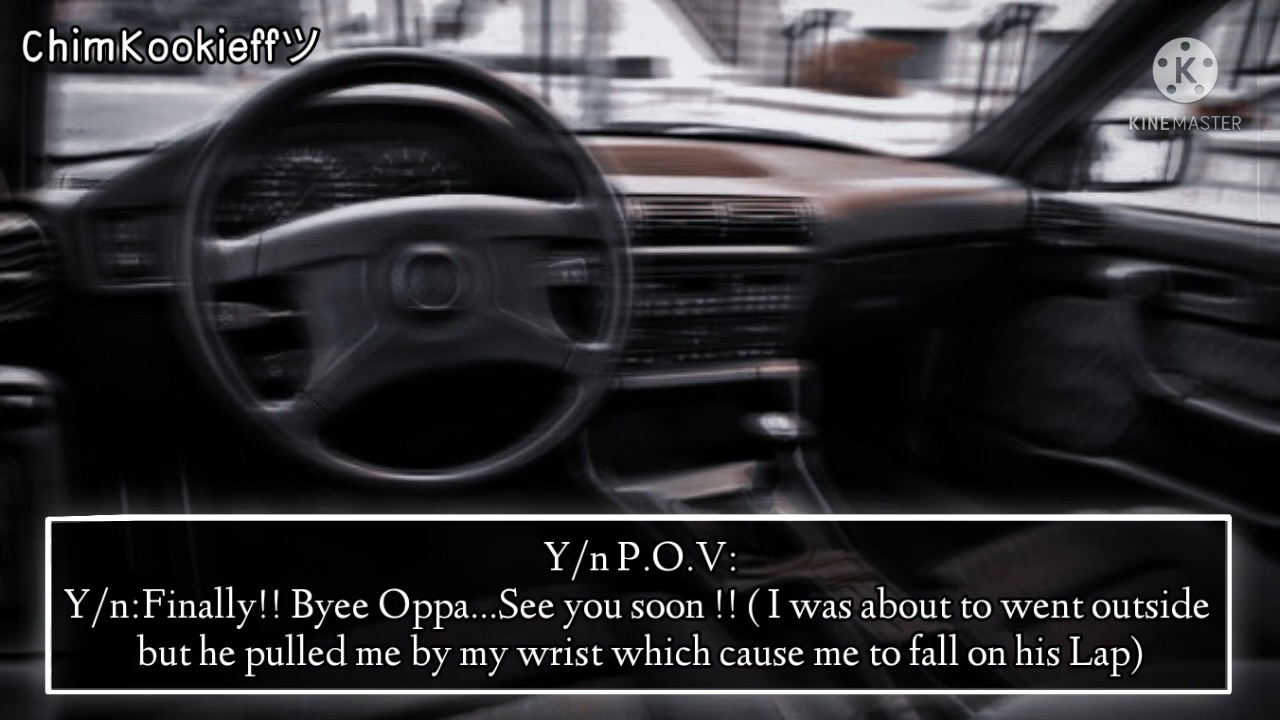 ChimKookieffツ
K
KINEMASTER
Y/n P.O.V:
Y/n:Finally!! Byee Oppa...See you soon !! ( I was about to went outside
but he pulled me by my wrist which cause me to fall on his Lap)